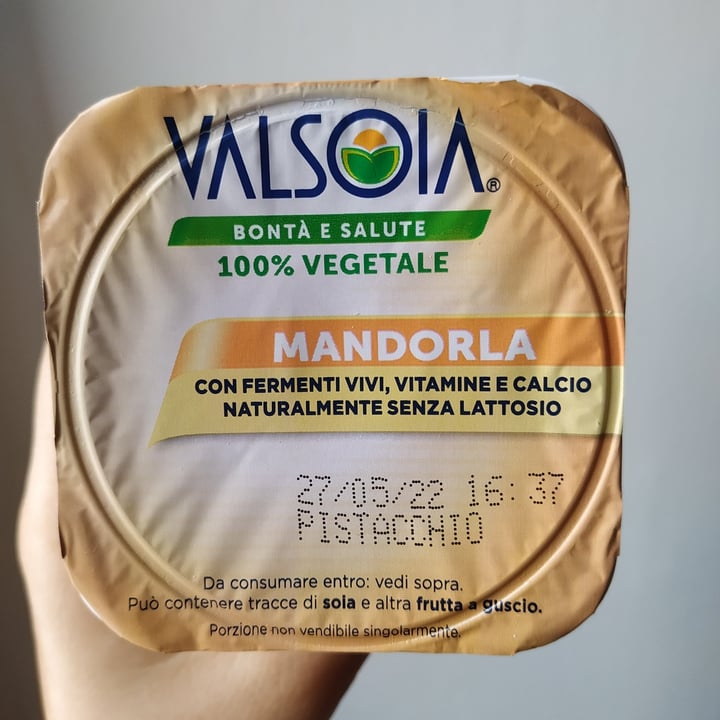 VALSOIA®
BONTÀ E SALUTE
100% VEGETALE
MANDORLA
CON FERMENTI VIVI, VITAMINE E CALCIO
NATURALMENTE SENZA LATTOSIO
27/05/22 16:37
PISTACCHIO
Da consumare entro: vedi sopra.
Può contenere tracce di soia e altra frutta a guscio.
Porzione non vendibile singolarmente.